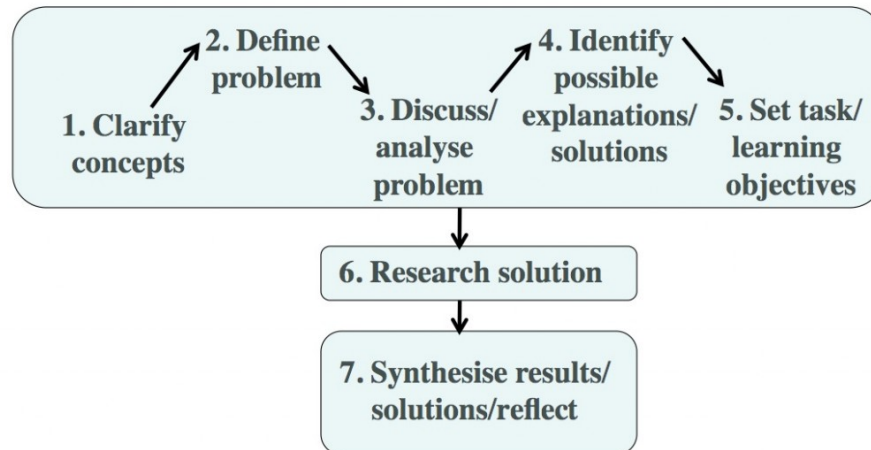 1. Clarify
concepts
2. Define
problem
3. Discuss/
analyse
problem
4. Identify
possible
explanations/
solutions
5. Set task/
learning
objectives
6. Research solution
7. Synthesise results/
solutions/reflect